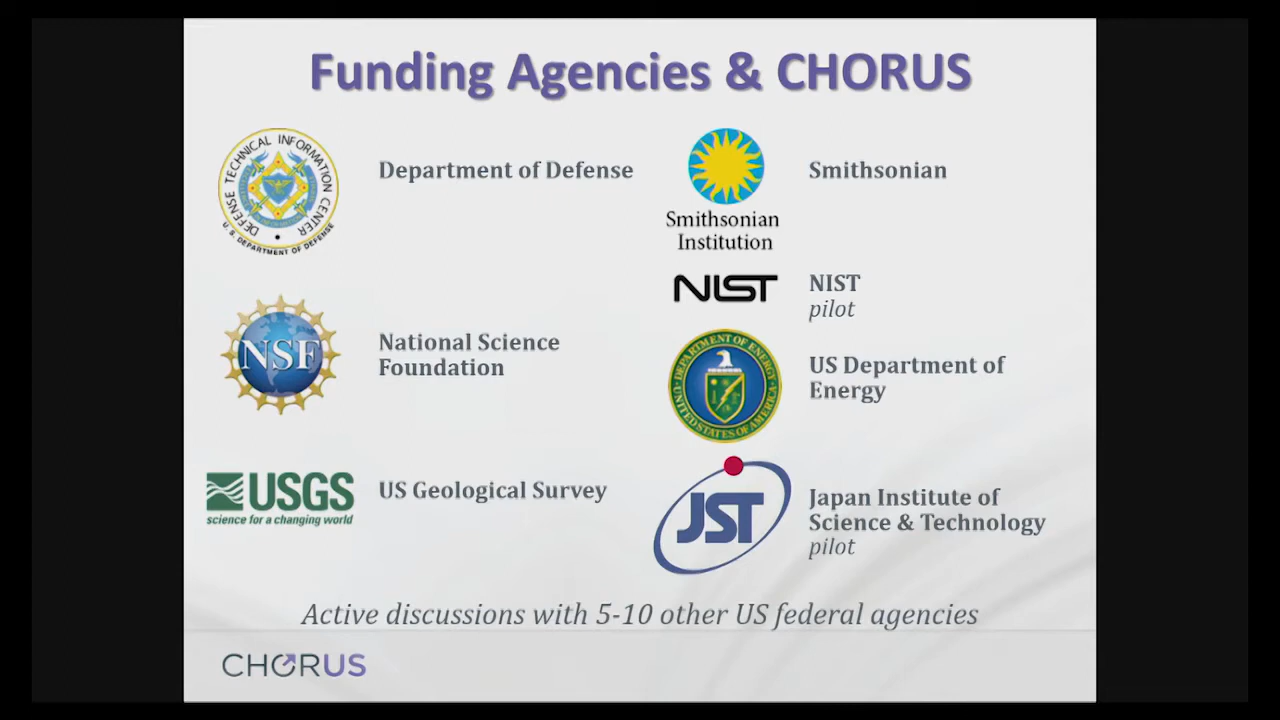 Funding Agencies & CHORUS
DEFENSE TECHNICAL INFORMATION CENTER
U.S. DEPARTMENT OF DEFENSE
Department of Defense
NSF
National Science
Foundation
USGS
science for a changing world
US Geological Survey
Smithsonian
Institution
Smithsonian
NIST
NIST
pilot
DEPARTMENT OF ENERGY
UNITED STATES OF AMERICA
US Department of
Energy
JST
Japan Institute of
Science & Technology
pilot
Active discussions with 5-10 other US federal agencies
CHORUS